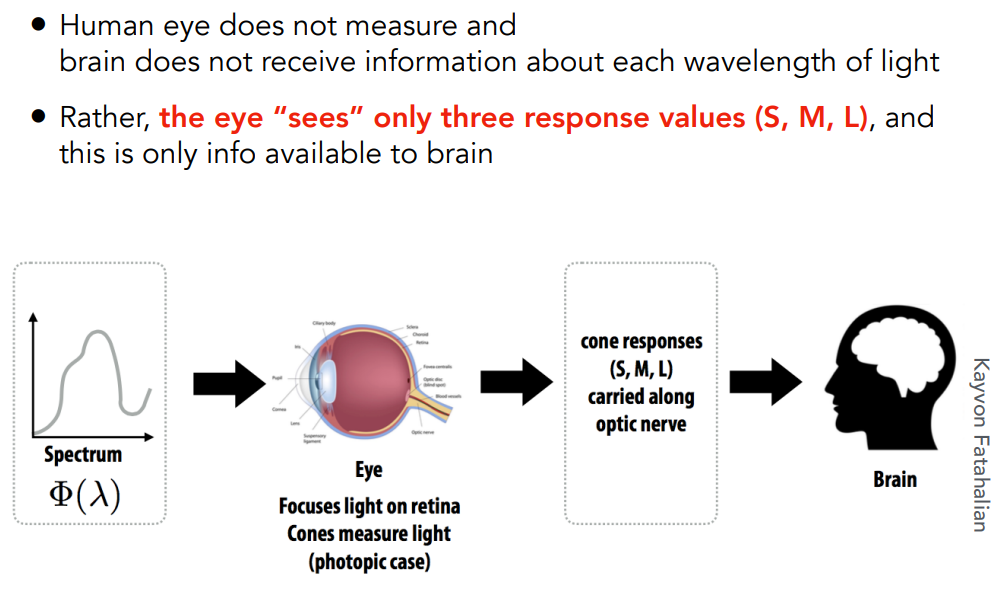 ● Human eye does not measure and
brain does not receive information about each wavelength of light
● Rather, the eye “sees” only three response values (S, M, L), and
this is only info available to brain
Spectrum
Φ(λ)
Ciliary body
Iris
Pupil
Cornea
Lens
Suspensory
ligament
Sclera
Choroid
Retina
Fovea centralis
Optic disc
(blind spot)
Blood vessels
Optic nerve
Eye
Focuses light on retina
Cones measure light
(photopic case)
cone responses
(S, M, L)
carried along
optic nerve
Brain
Kayvon Fatahalian